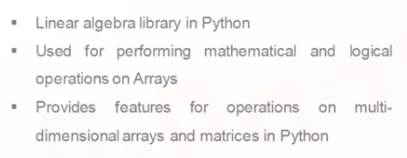 ▪ Linear algebra library in Python
▪ Used for performing mathematical and logical
operations on Arrays
▪ Provides features for operations on multi-
dimensional arrays and matrices in Python